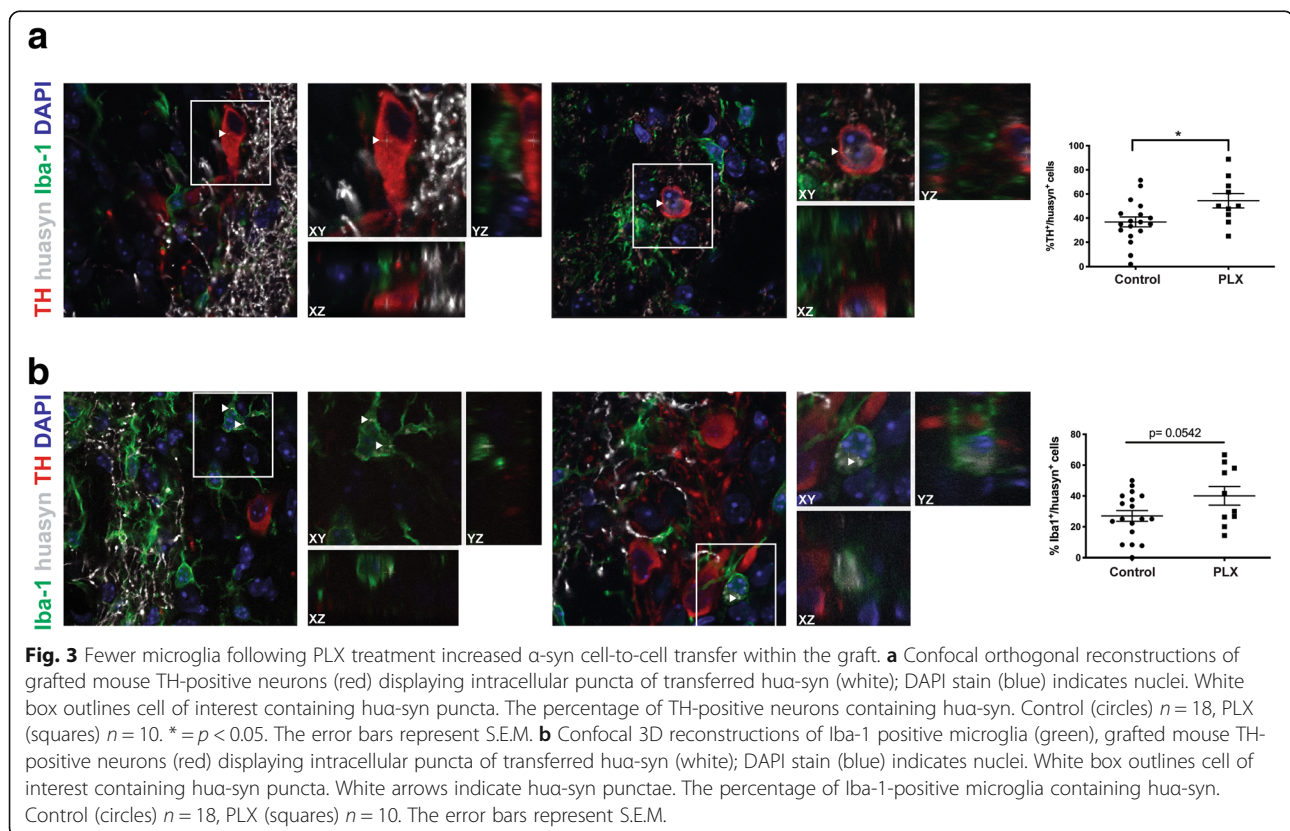 a
TH huasyn Iba-1 DAPI
XY
YZ
XZ
XY
YZ
XZ
*
%TH⁺/huasyn⁺ cells
100
80
60
40
20
0
Control
PLX
b
Iba-1 huasyn TH DAPI
XY
YZ
XZ
XY
YZ
XZ
p= 0.0542
% Iba1⁺/huasyn⁺ cells
80
60
40
20
0
Control
PLX
Fig. 3 Fewer microglia following PLX treatment increased α-syn cell-to-cell transfer within the graft. a Confocal orthogonal reconstructions of
grafted mouse TH-positive neurons (red) displaying intracellular puncta of transferred huα-syn (white); DAPI stain (blue) indicates nuclei. White
box outlines cell of interest containing huα-syn puncta. The percentage of TH-positive neurons containing huα-syn. Control (circles) n = 18, PLX
(squares) n = 10. * = p < 0.05. The error bars represent S.E.M. b Confocal 3D reconstructions of Iba-1 positive microglia (green), grafted mouse TH-
positive neurons (red) displaying intracellular puncta of transferred huα-syn (white); DAPI stain (blue) indicates nuclei. White box outlines cell of
interest containing huα-syn puncta. White arrows indicate huα-syn punctae. The percentage of Iba-1-positive microglia containing huα-syn.
Control (circles) n = 18, PLX (squares) n = 10. The error bars represent S.E.M.